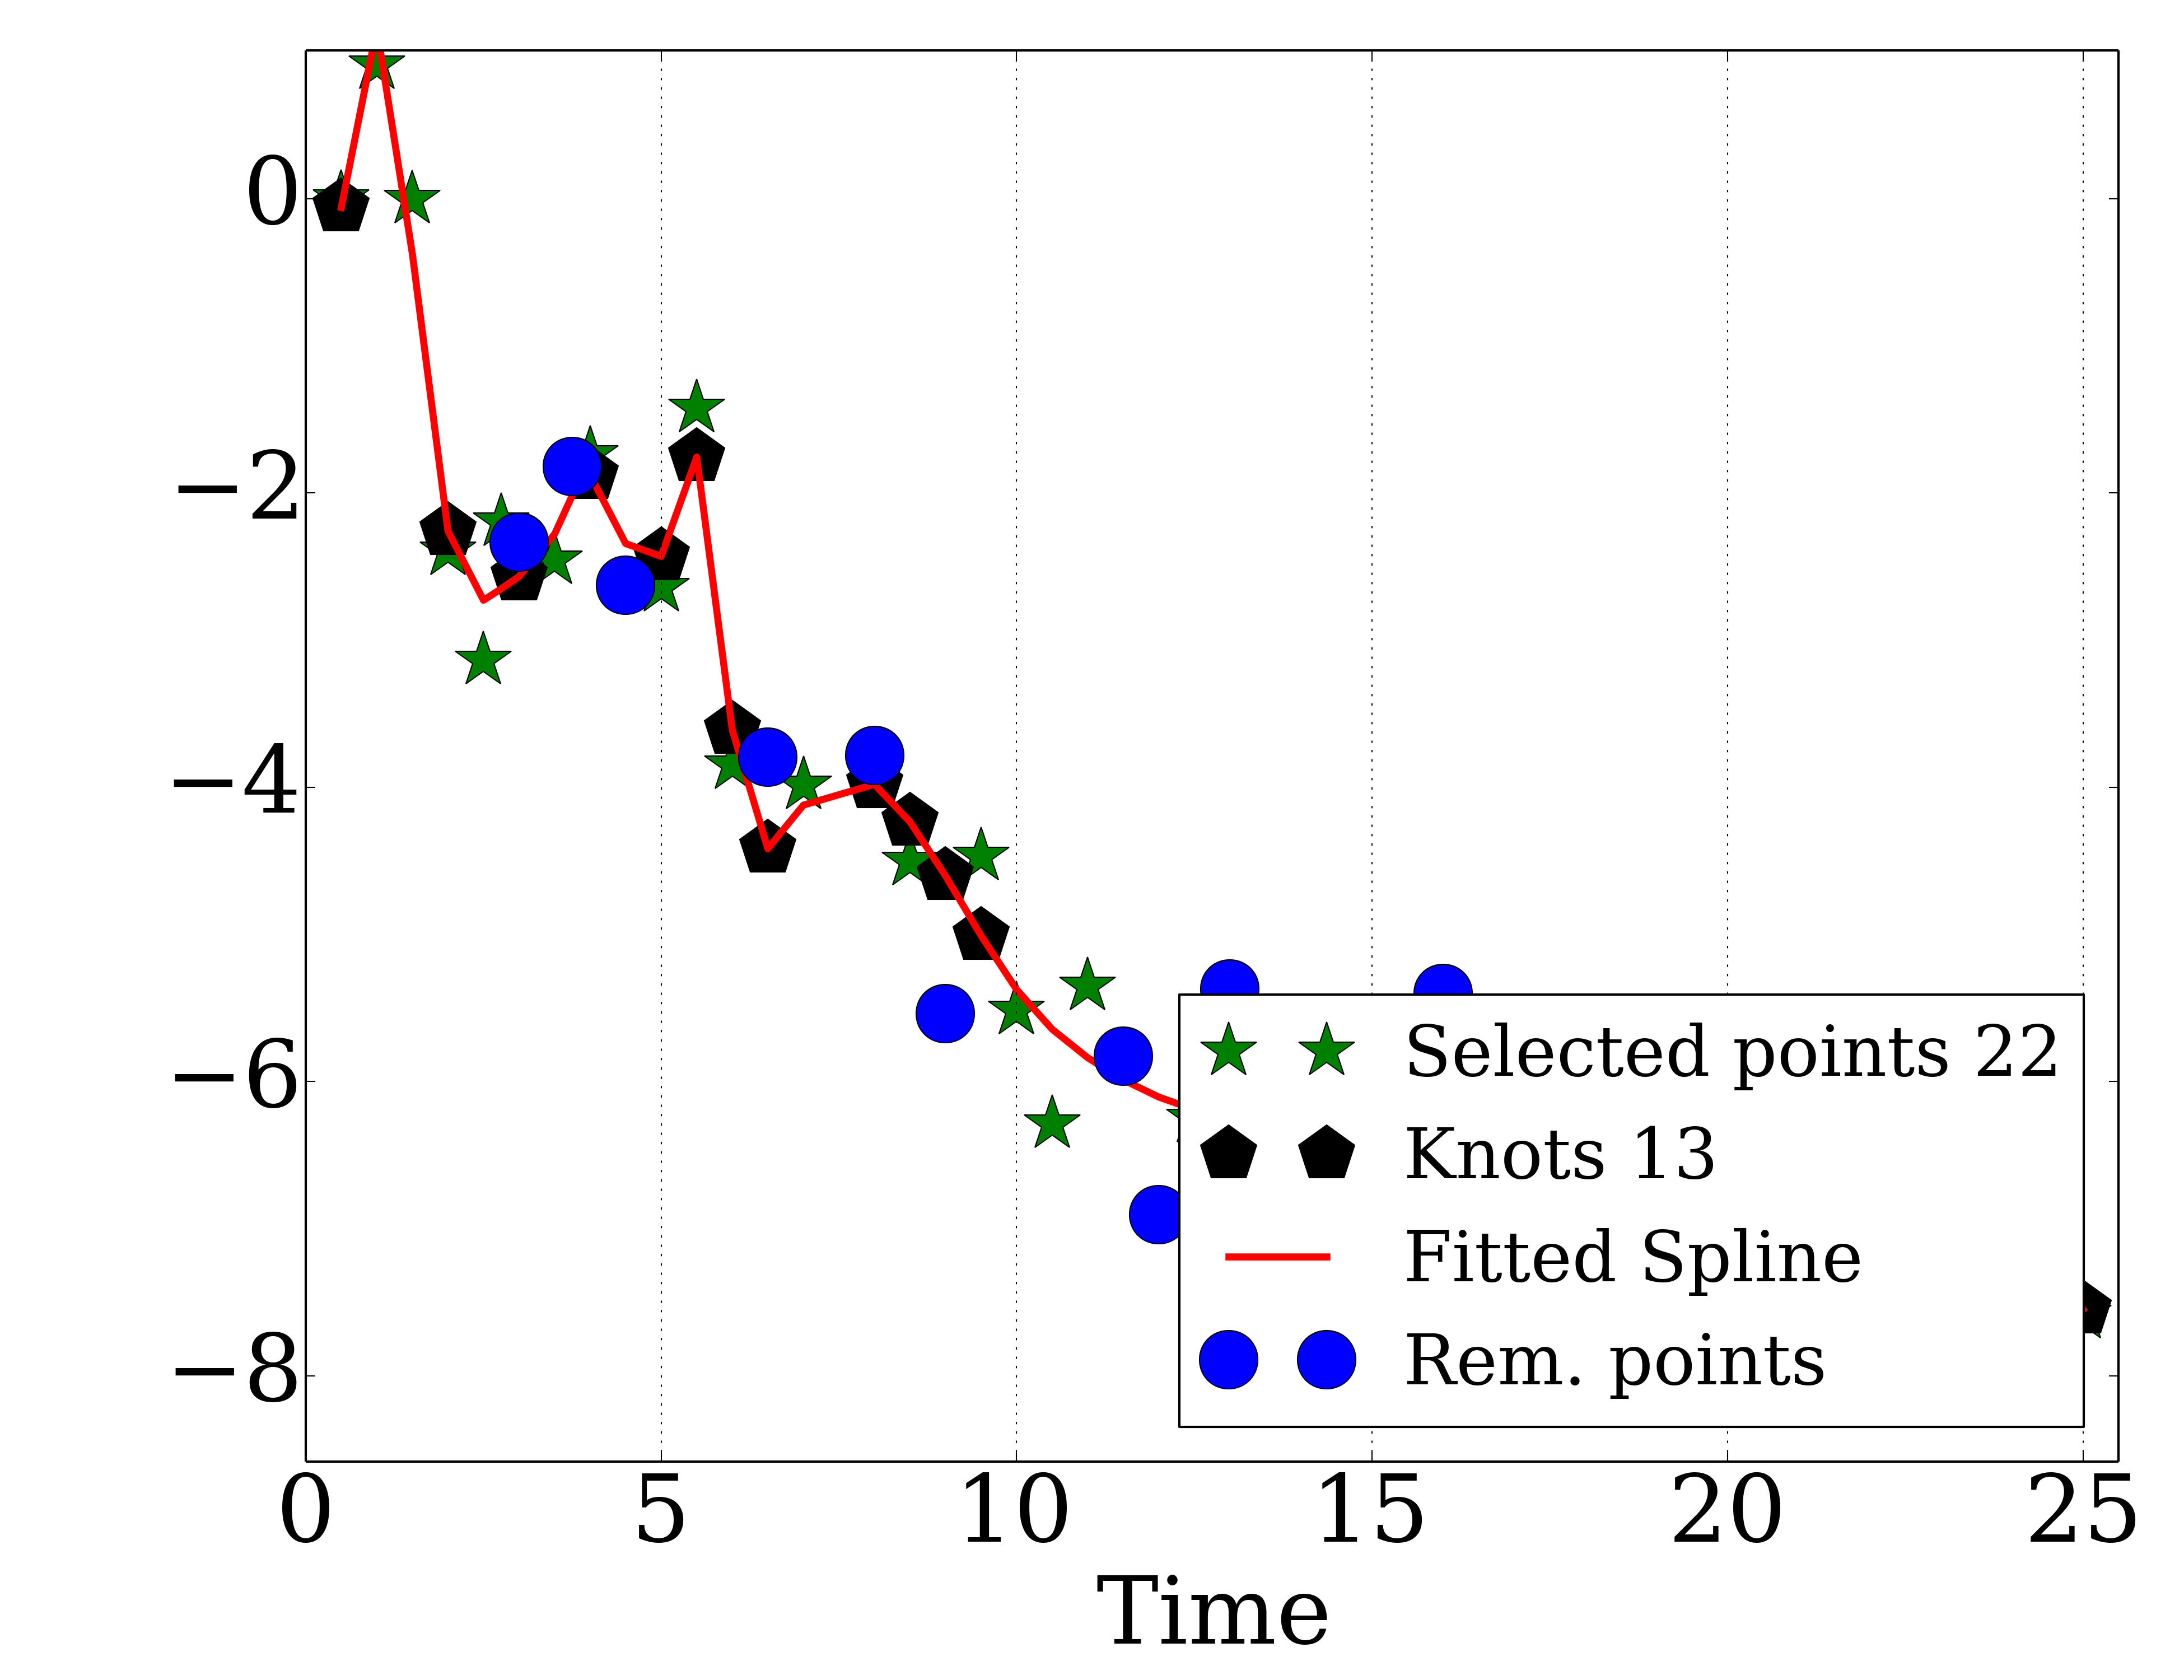 0
−2
−4
−6
−8
Selected points 22
Knots 13
Fitted Spline
Rem. points
0 5 10 15 20 25
Time